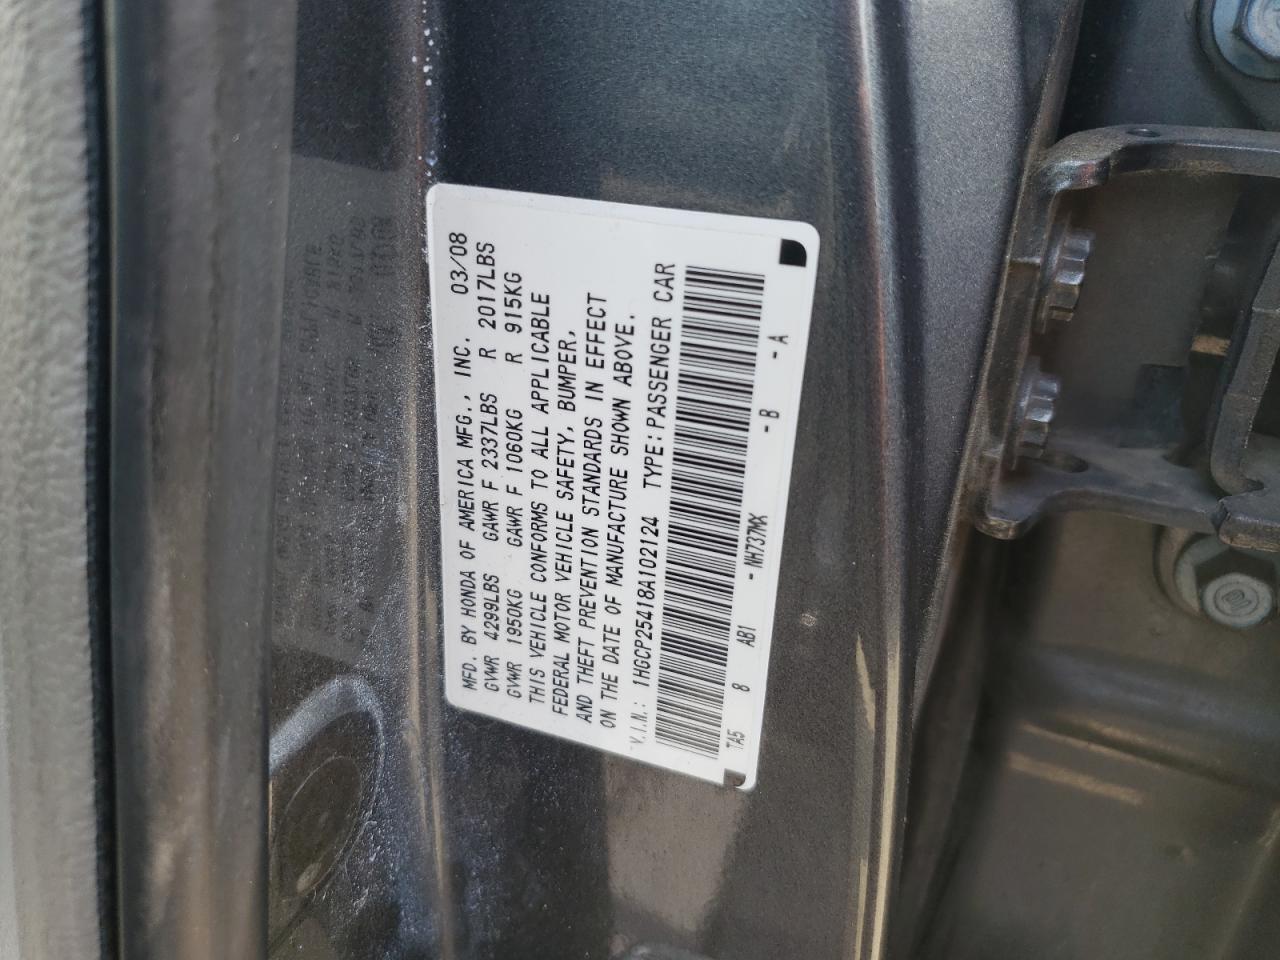 MFD. BY HONDA OF AMERICA MFG., INC. 03/08
GVWR 4299LBS GAWR F 2337LBS R 2017LBS
GVWR 1950KG GAWR F 1060KG R 915KG
THIS VEHICLE CONFORMS TO ALL APPLICABLE
FEDERAL MOTOR VEHICLE SAFETY, BUMPER,
AND THEFT PREVENTION STANDARDS IN EFFECT
ON THE DATE OF MANUFACTURE SHOWN ABOVE.
V.I.N.: 1HGCP25418A102124 TYPE: PASSENGER CAR
TA5 8 AB1 - NH737MX - B - A